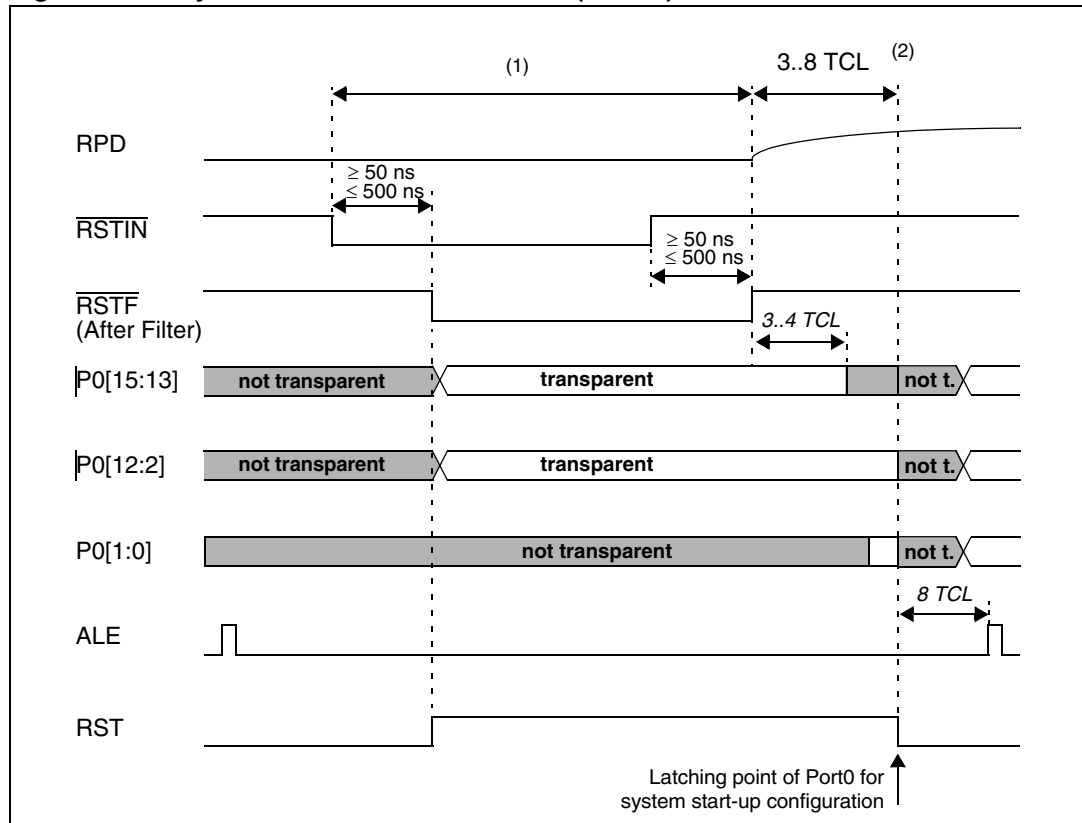 (1)
3..8 TCL (2)
RPD
≥ 50 ns
≤ 500 ns
RSTIN
≥ 50 ns
≤ 500 ns
RSTF
(After Filter)
3..4 TCL
P0[15:13]
not transparent
transparent
not t.
P0[12:2]
not transparent
transparent
not t.
P0[1:0]
not transparent
not t.
8 TCL
ALE
RST
Latching point of Port0 for
system start-up configuration